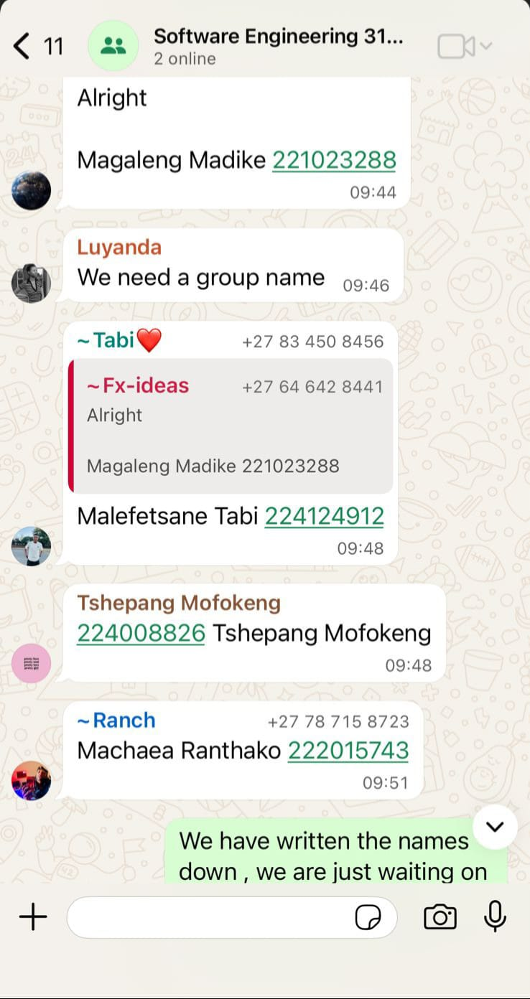 11
Software Engineering 31...
2 online
Alright
Magaleng Madike 221023288
09:44
Luyanda
We need a group name 09:46
~Tabi❤️ +27 83 450 8456
~Fx-ideas +27 64 642 8441
Alright
Magaleng Madike 221023288
Malefetsane Tabi 224124912
09:48
Tshepang Mofokeng
224008826 Tshepang Mofokeng
09:48
~Ranch +27 78 715 8723
Machaea Ranthako 222015743
09:51
We have written the names
down , we are just waiting on